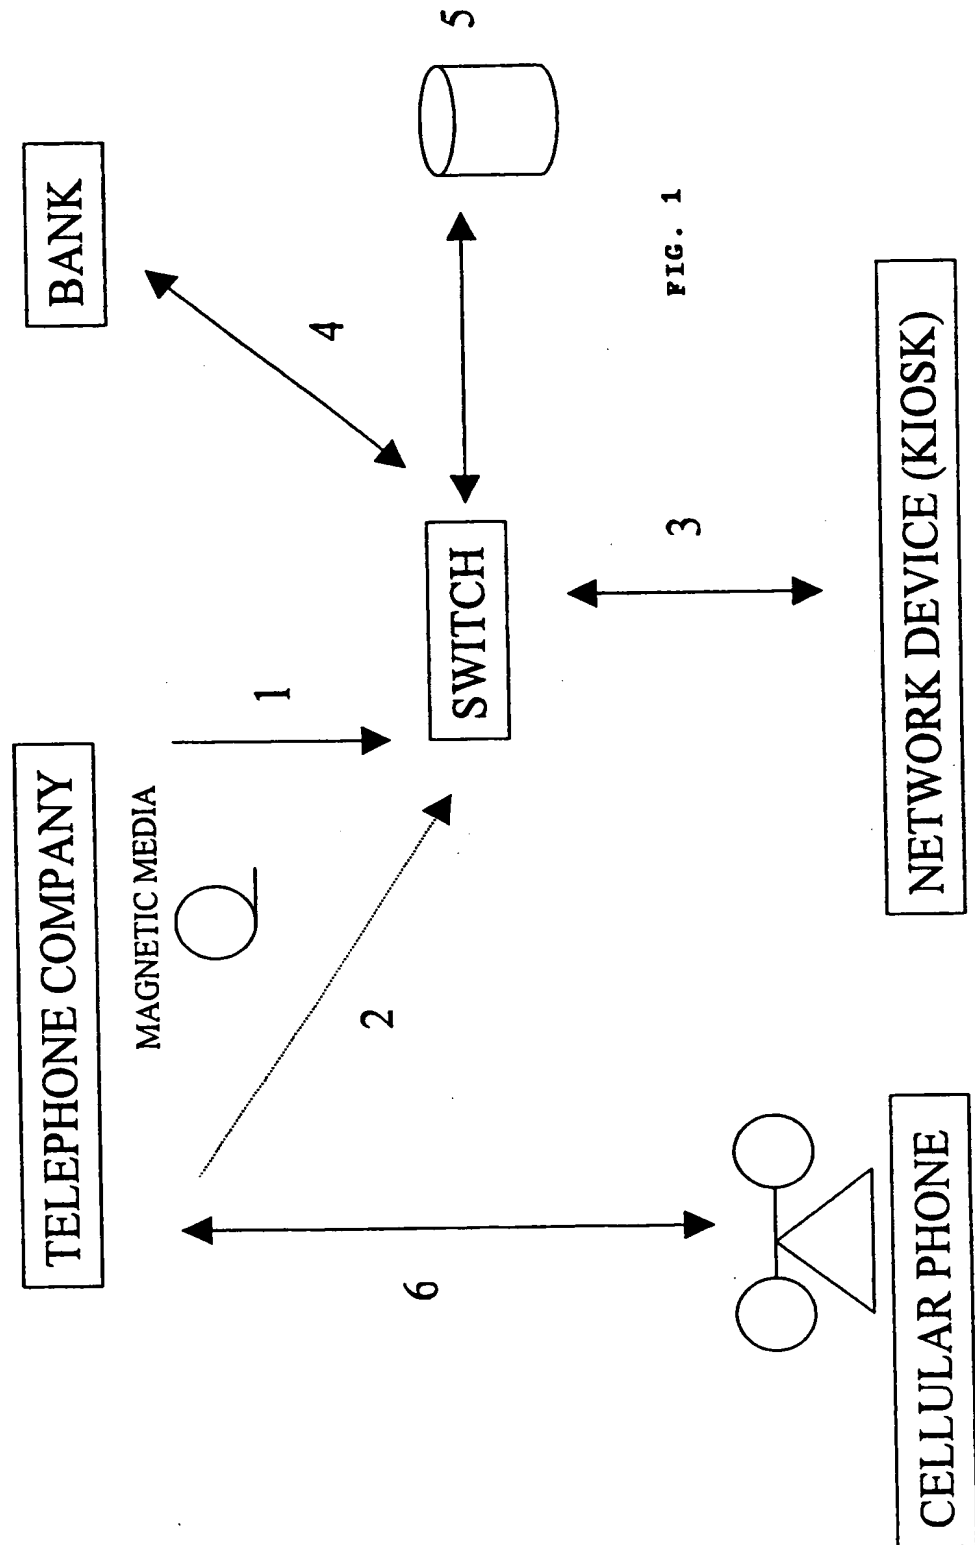 TELEPHONE COMPANY
BANK
MAGNETIC MEDIA
1
4
2
6
SWITCH
5
3
FIG. 1
CELLULAR PHONE
NETWORK DEVICE (KIOSK)